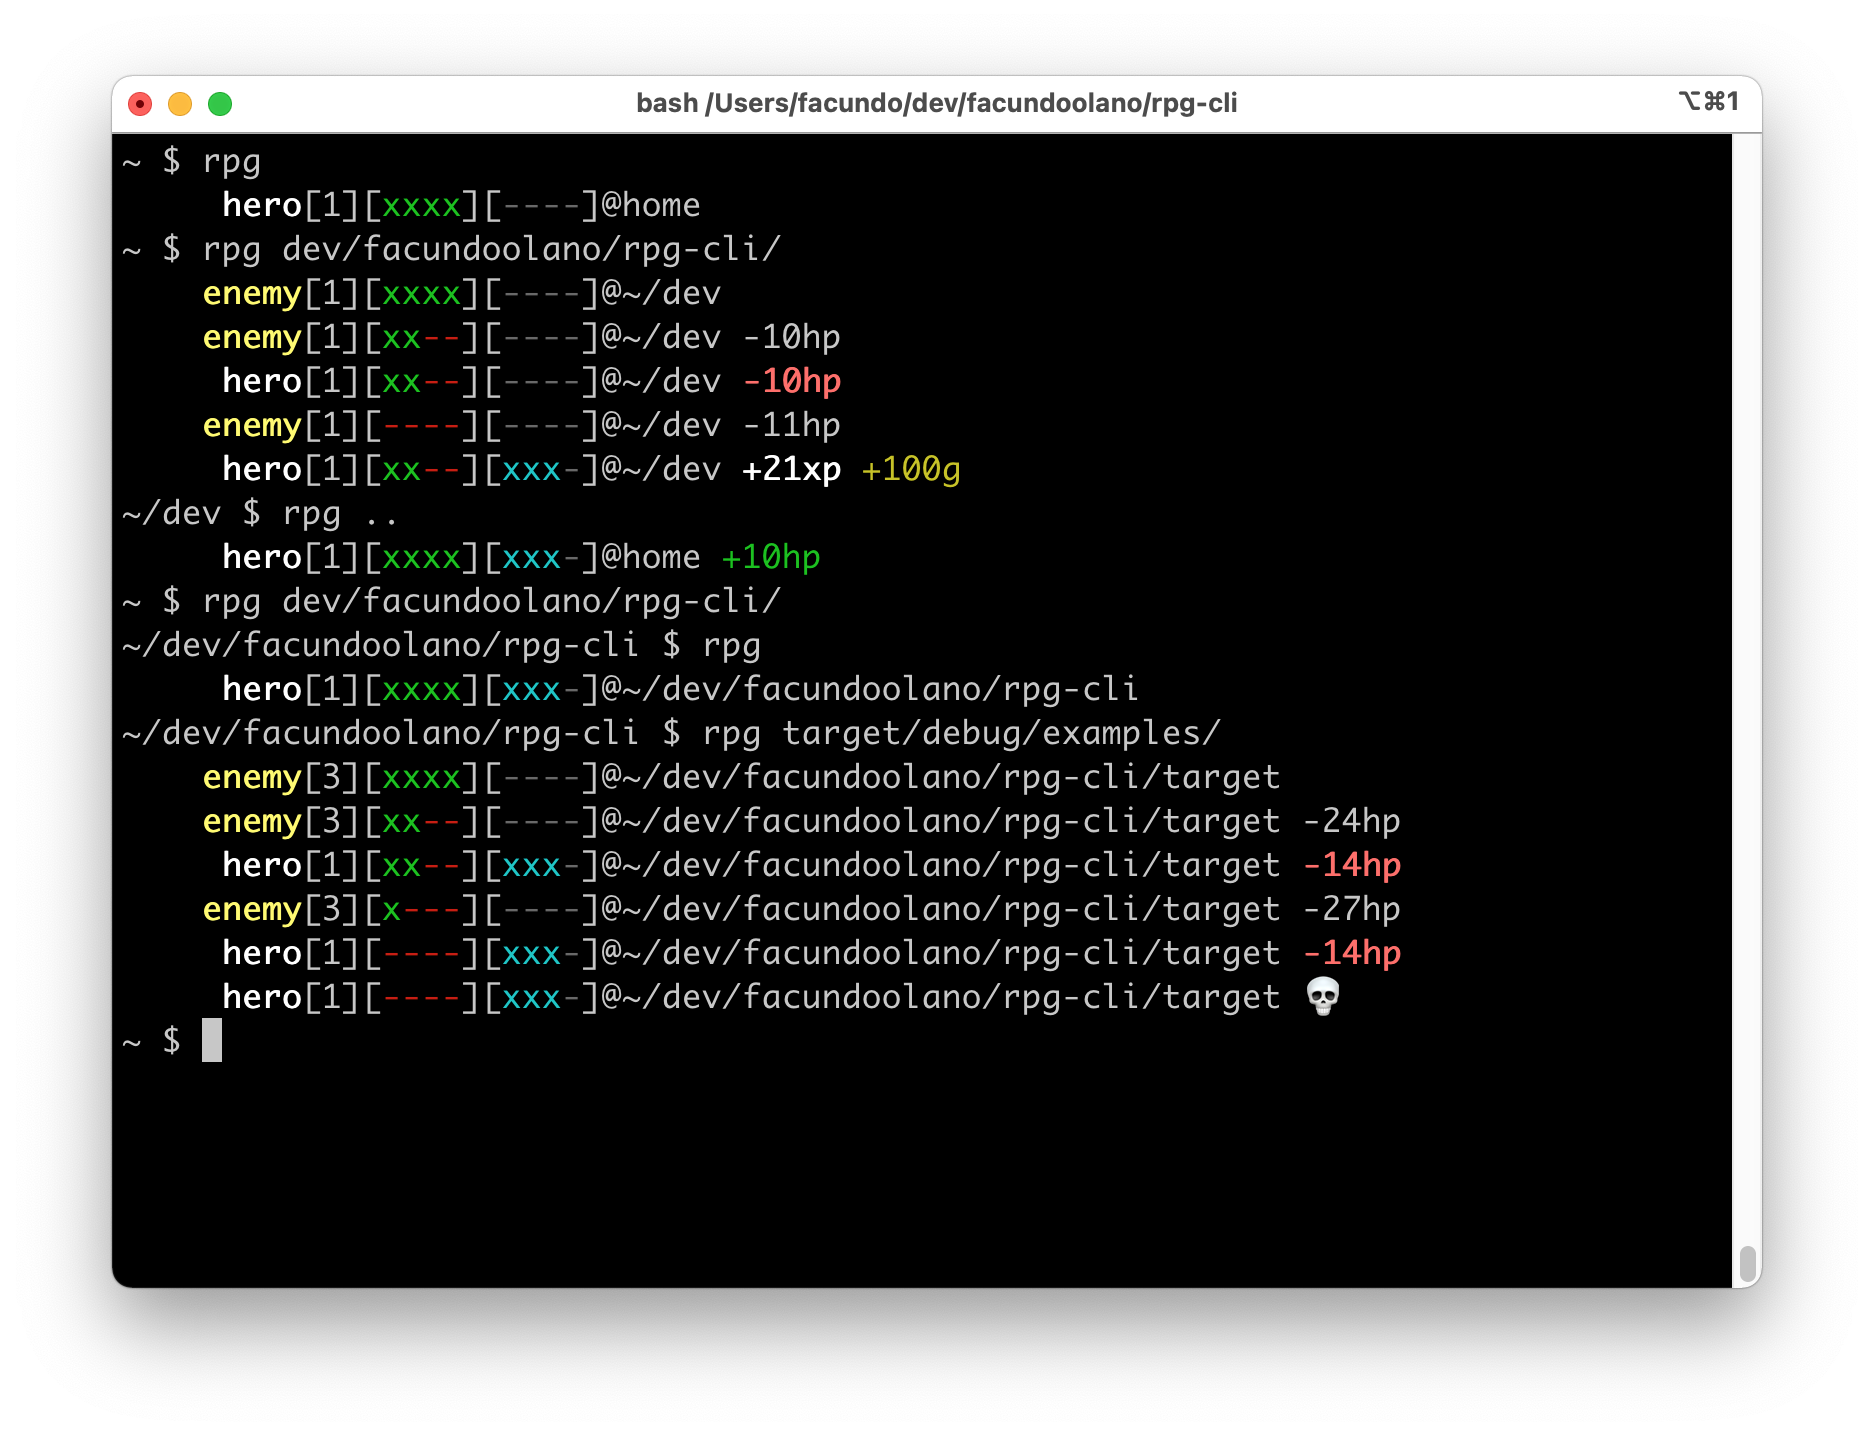 bash /Users/facundo/dev/facundoolano/rpg-cli ⌥⌘1
~ $ rpg
hero[1][xxxx][----]@home
~ $ rpg dev/facundoolano/rpg-cli/
enemy[1][xxxx][----]@~/dev
enemy[1][xx--][----]@~/dev -10hp
hero[1][xx--][----]@~/dev -10hp
enemy[1][----][----]@~/dev -11hp
hero[1][xx--][xxx-]@~/dev +21xp +100g
~/dev $ rpg ..
hero[1][xxxx][xxx-]@home +10hp
~ $ rpg dev/facundoolano/rpg-cli/
~/dev/facundoolano/rpg-cli $ rpg
hero[1][xxxx][xxx-]@~/dev/facundoolano/rpg-cli
~/dev/facundoolano/rpg-cli $ rpg target/debug/examples/
enemy[3][xxxx][----]@~/dev/facundoolano/rpg-cli/target
enemy[3][xx--][----]@~/dev/facundoolano/rpg-cli/target -24hp
hero[1][xx--][xxx-]@~/dev/facundoolano/rpg-cli/target -14hp
enemy[3][x---][----]@~/dev/facundoolano/rpg-cli/target -27hp
hero[1][----][xxx-]@~/dev/facundoolano/rpg-cli/target -14hp
hero[1][----][xxx-]@~/dev/facundoolano/rpg-cli/target 💀
~ $